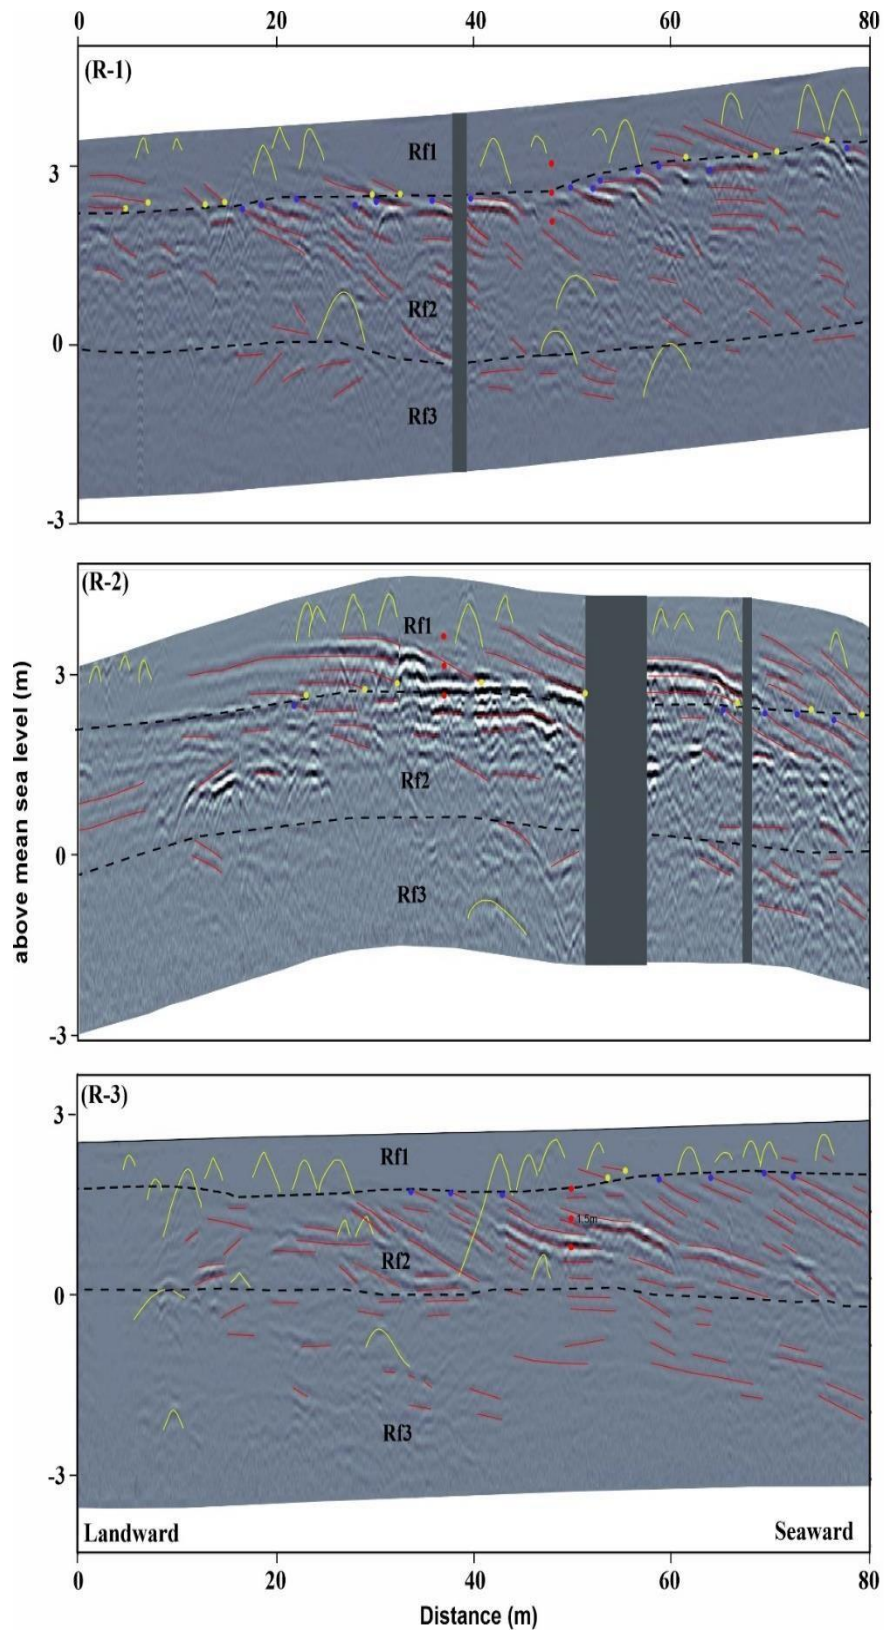 0 20 40 60 80
(R-1)
Rf1
3
Rf2
0
Rf3
-3
(R-2)
Rf1
3
Rf2
0
Rf3
-3
above mean sea level (m)
(R-3)
3
Rf1
1.5m
Rf2
0
Rf3
-3
Landward Seaward
0 20 40 60 80
Distance (m)